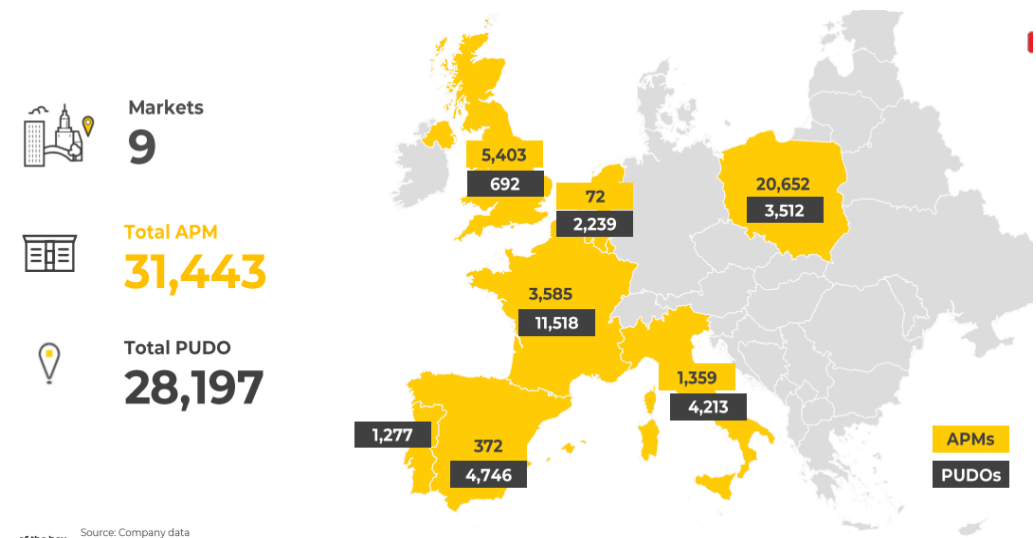 Markets
9
Total APM
31,443
Total PUDO
28,197
5,403
692
72
2,239
20,652
3,512
3,585
11,518
1,359
4,213
1,277
372
4,746
APMs
PUDOs
Source: Company data